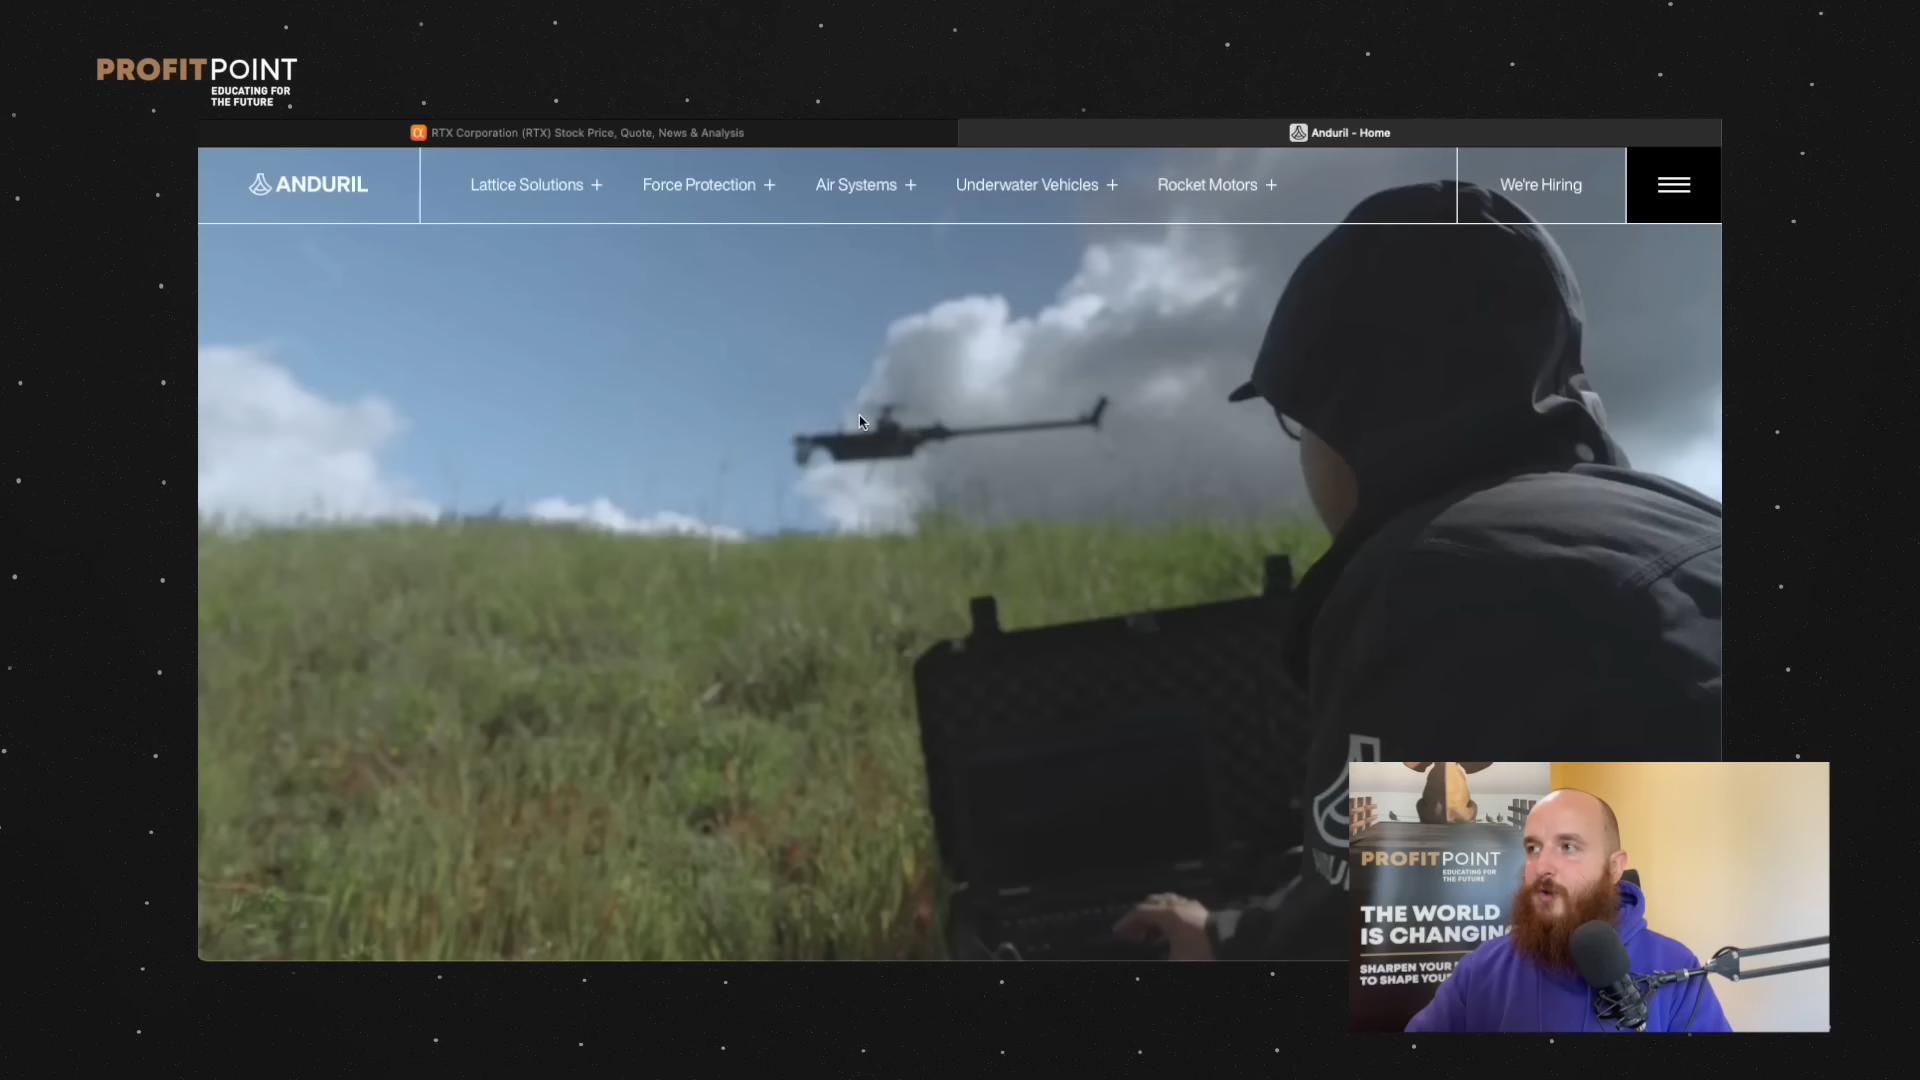 PROFITPOINT
EDUCATING FOR
THE FUTURE
RTX Corporation (RTX) Stock Price, Quote, News & Analysis
Anduril - Home
ANDURIL
Lattice Solutions +
Force Protection +
Air Systems +
Underwater Vehicles +
Rocket Motors +
We're Hiring
PROFITPOINT
EDUCATING FOR
THE FUTURE
THE WORLD
IS CHANGING
SHARPEN YOUR
TO SHAPE YOUR